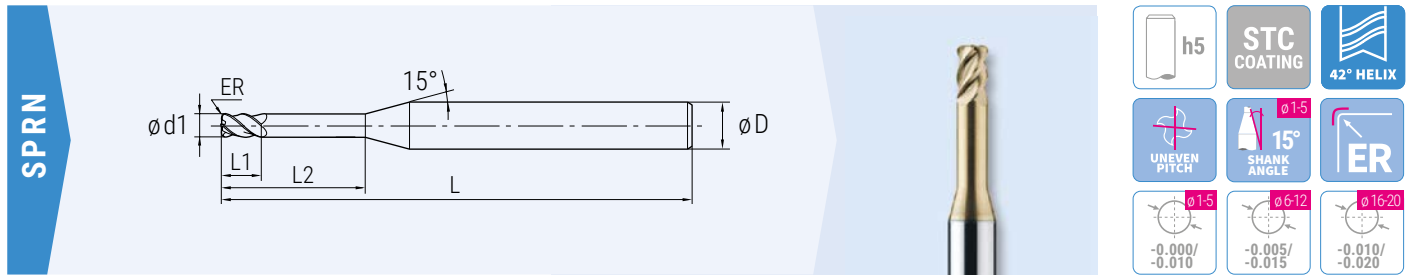 SPRN
ER
15°
ød1
øD
L1
L2
L
h5
STC
COATING
42° HELIX
UNEVEN
PITCH
ø1-5
15°
SHANK
ANGLE
ER
ø1-5
-0.000/
-0.010
ø6-12
-0.005/
-0.015
ø16-20
-0.010/
-0.020